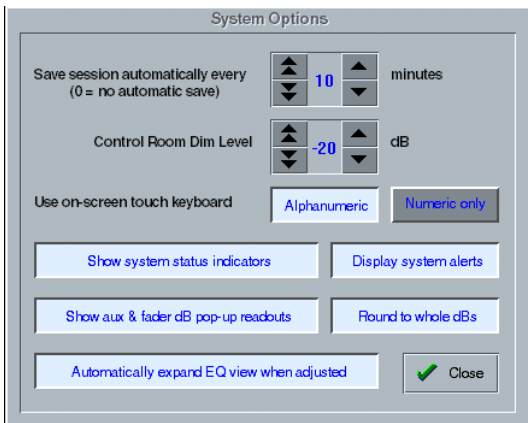 System Options
Save session automatically every
(0 = no automatic save)
10
minutes
Control Room Dim Level
-20
dB
Use on-screen touch keyboard
Alphanumeric
Numeric only
Show system status indicators
Display system alerts
Show aux & fader dB pop-up readouts
Round to whole dBs
Automatically expand EQ view when adjusted
Close